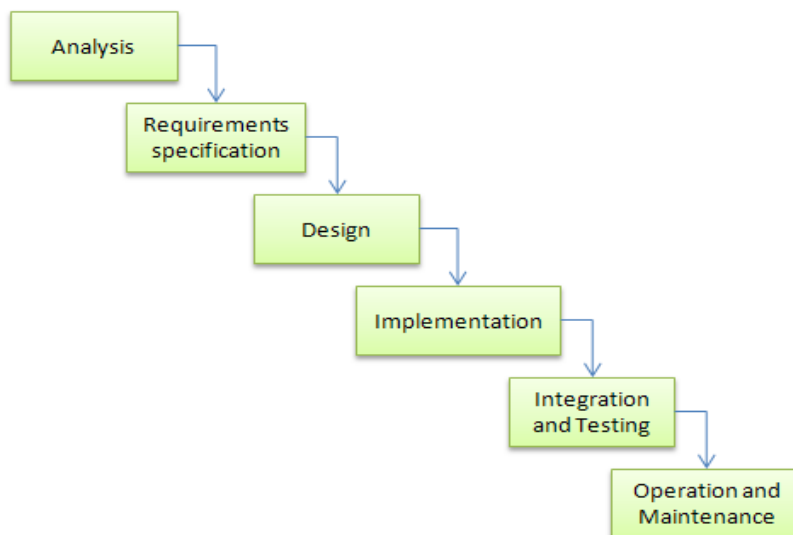 Analysis
Requirements
specification
Design
Implementation
Integration
and Testing
Operation and
Maintenance